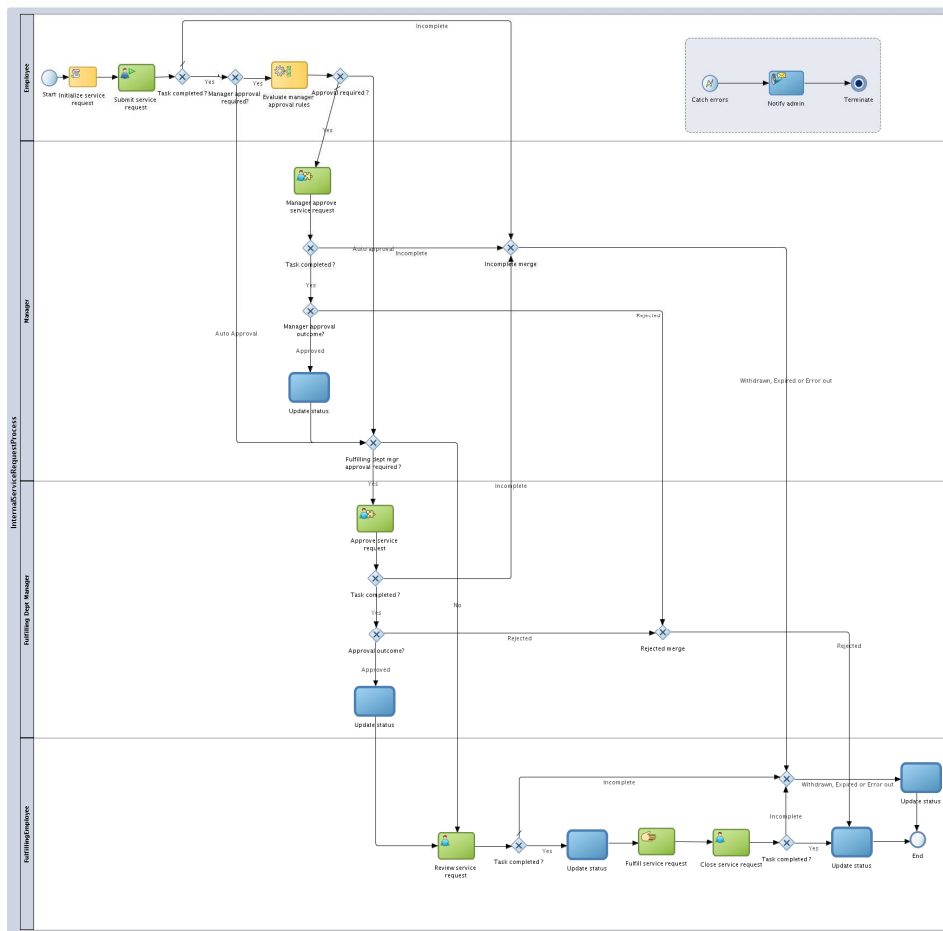 InternalServiceRequestProcess
Employee
Incomplete
Start
Initialize service
request
Submit service
request
Task completed ?
Yes
Manager approval
required?
Yes
Evaluate manager
approval rules
Approval required ?
Yes
Catch errors
Notify admin
Terminate
Manager
Manager approve
service request
Auto approval
Incomplete
Task completed ?
Incomplete merge
Yes
Rejected
Manager approval
outcome?
Auto Approval
Approved
Withdrawn, Expired or Error out
Update status
Fulfilling dept mgr
approval required ?
Yes
Incomplete
Fulfilling Dept Manager
Approve service
request
Task completed ?
No
Yes
Rejected
Approval outcome?
Rejected merge
Rejected
Approved
Update status
FulfillingEmployee
Incomplete
Withdrawn, Expired or Error out
Update status
Incomplete
Review service
request
Task completed ?
Yes
Update status
Fulfill service request
Close service request
Task completed ?
Yes
Update status
End